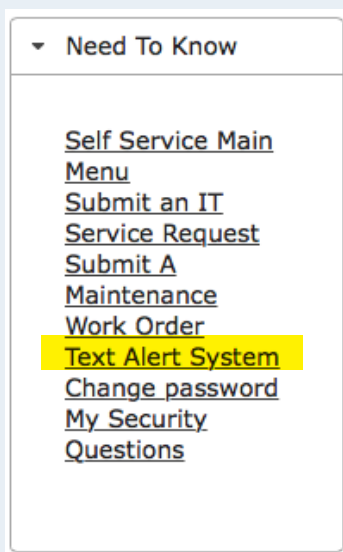 Need To Know
Self Service Main
Menu
Submit an IT
Service Request
Submit A
Maintenance
Work Order
Text Alert System
Change password
My Security
Questions